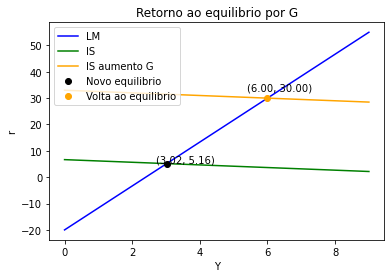 Retorno ao equilibrio por G
LM
IS
IS aumento G
Novo equilibrio
Volta ao equilibrio
(6.00, 30.00)
(3.02, 5.16)
50
40
30
20
10
0
−10
−20
r
0
2
4
6
8
Y